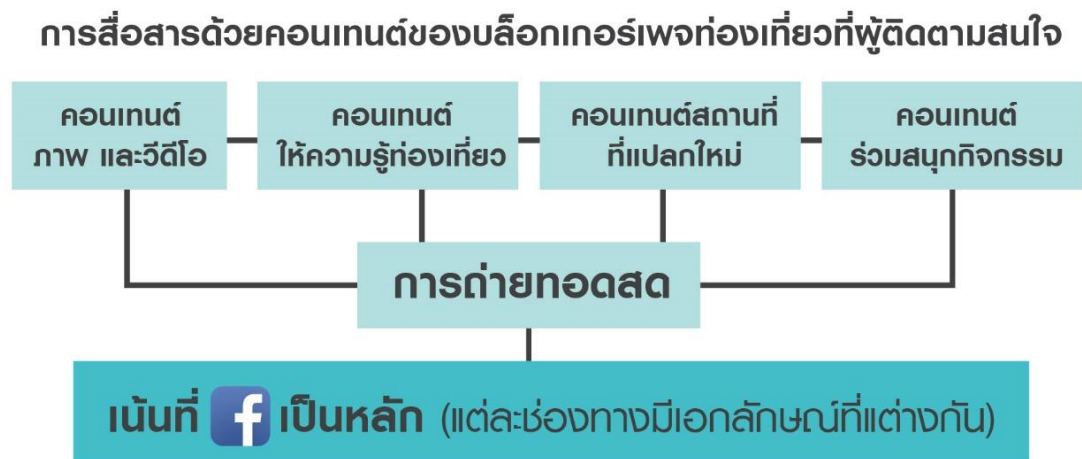 การสื่อสารด้วยคอนเทนต์ของบล็อกเกอร์เพจท่องเที่ยวที่ผู้ติดตามสนใจ
คอนเทนต์
ภาพ และวีดีโอ
คอนเทนต์
ให้ความรู้ท่องเที่ยว
คอนเทนต์สถานที่
ที่แปลกใหม่
คอนเทนต์
ร่วมสนุกกิจกรรม
การถ่ายทอดสด
เน้นที่ f เป็นหลัก (แต่ละช่องทางมีเอกลักษณ์ที่แต่างกัน)